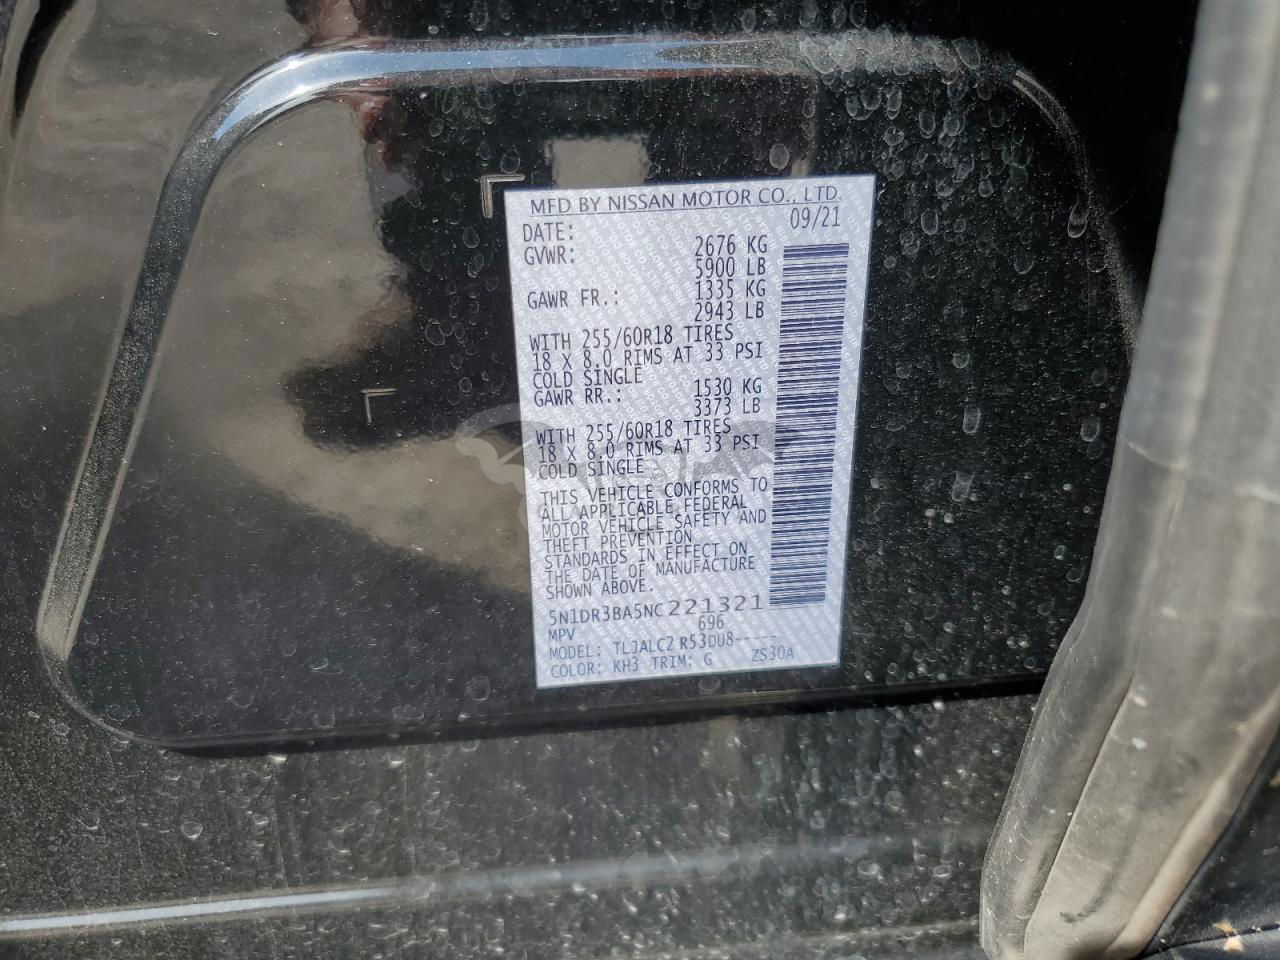 MFD BY NISSAN MOTOR CO., LTD.
DATE: 09/21
GVWR: 2676 KG
5900 LB
GAWR FR.: 1335 KG
2943 LB
WITH 255/60R18 TIRES
18 X 8.0 RIMS AT 33 PSI
COLD SINGLE
GAWR RR.: 1530 KG
3373 LB
WITH 255/60R18 TIRES
18 X 8.0 RIMS AT 33 PSI
COLD SINGLE
THIS VEHICLE CONFORMS TO
ALL APPLICABLE FEDERAL
MOTOR VEHICLE SAFETY AND
THEFT PREVENTION
STANDARDS IN EFFECT ON
THE DATE OF MANUFACTURE
SHOWN ABOVE.
5N1DR3BA5NC221321
MPV 696
MODEL: TLJALC2 R53DU8-----
COLOR: KH3 TRIM: G ZS30A